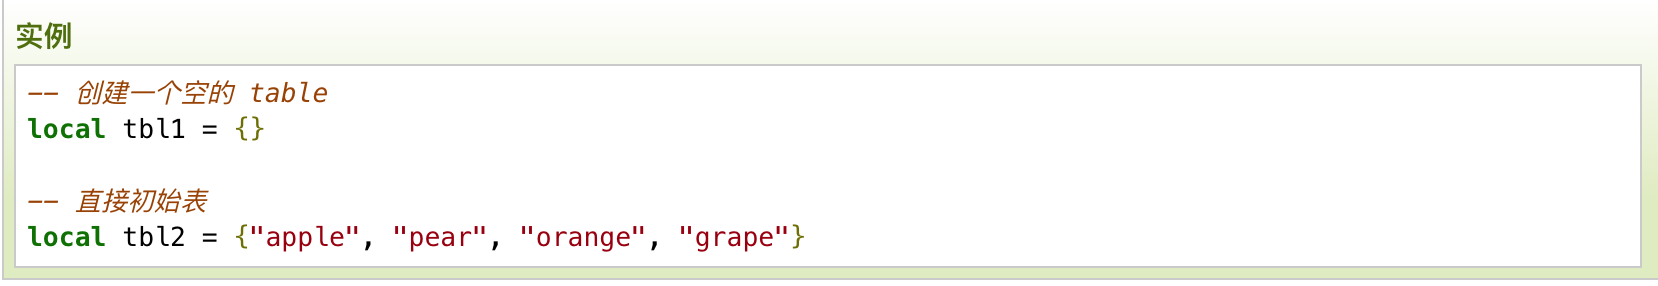 实例
-- 创建一个空的 table
local tbl1 = {}
-- 直接初始表
local tbl2 = {"apple", "pear", "orange", "grape"}